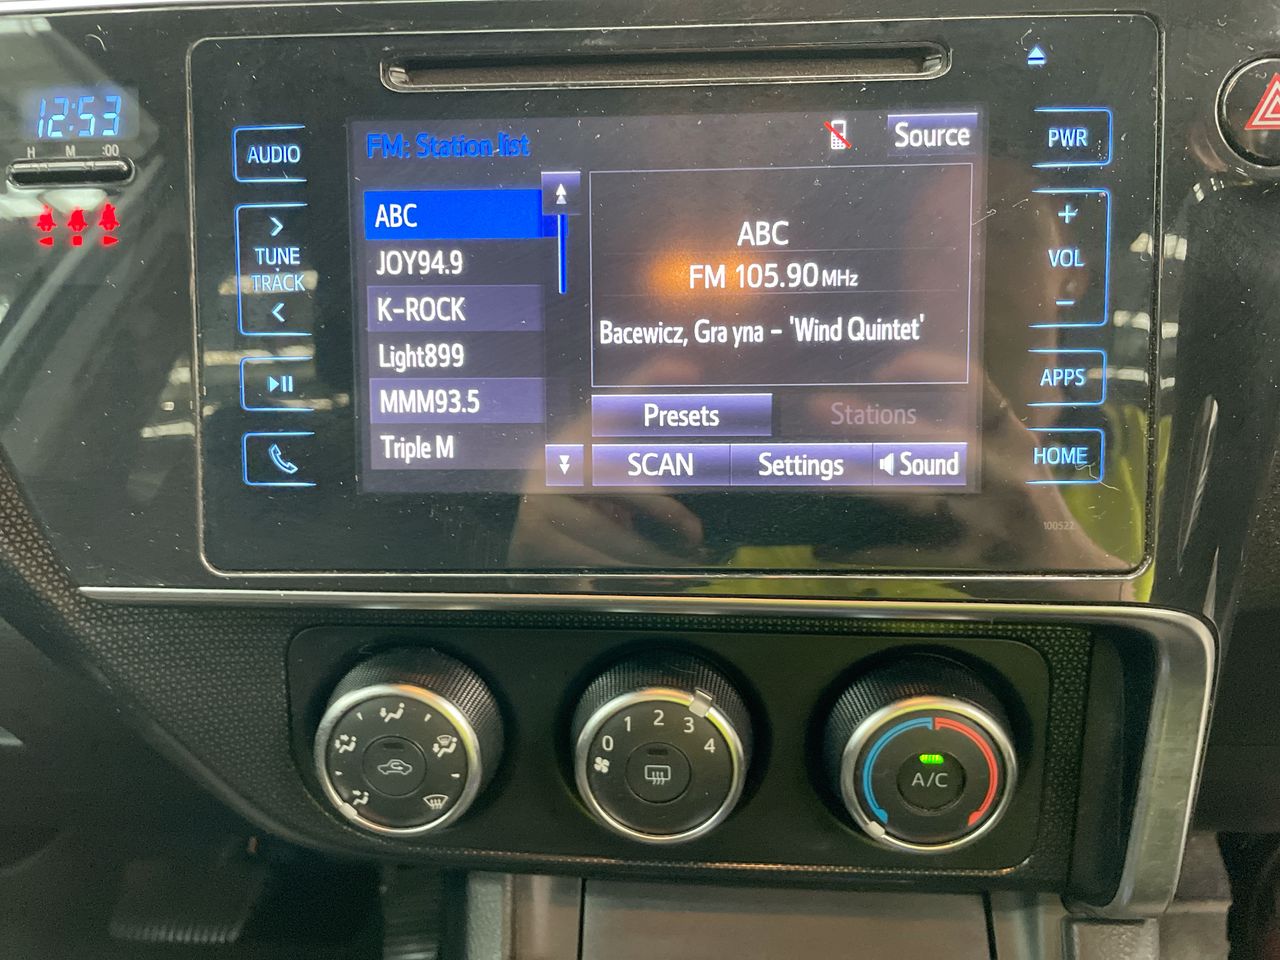 12:53
H M :00
AUDIO
TUNE
TRACK
FM: Station list
Source
ABC
JOY94.9
K-ROCK
Light899
MMM93.5
Triple M
ABC
FM 105.90 MHz
Bacewicz, Gra yna - 'Wind Quintet'
Presets
Stations
SCAN
Settings
Sound
PWR
+
VOL
−
APPS
HOME
100522
0 1 2 3 4
A/C